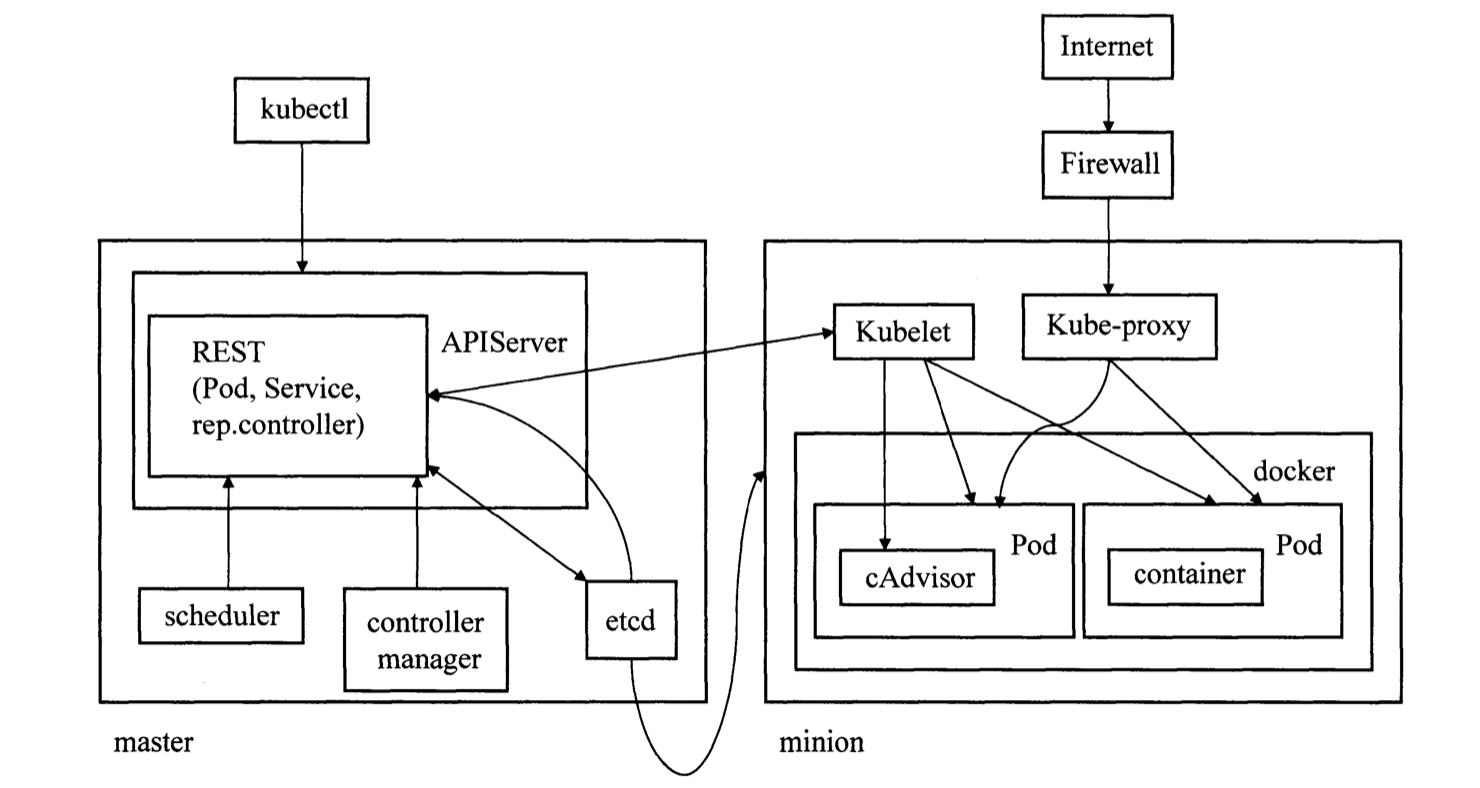 Internet
kubectl
Firewall
Kubelet
Kube-proxy
APIServer
REST
(Pod, Service,
rep.controller)
docker
Pod
Pod
cAdvisor
container
scheduler
controller
manager
etcd
master
minion